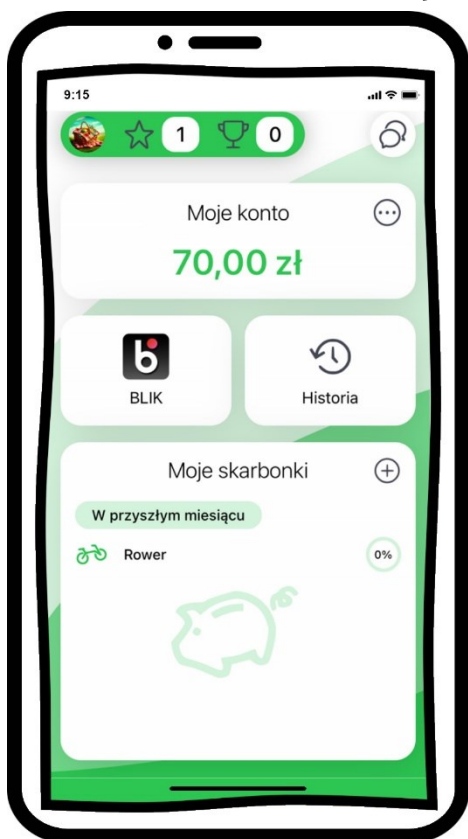 9:15
1 0
Moje konto
70,00 zł
BLIK Historia
Moje skarbonki
W przyszłym miesiącu
Rower 0%